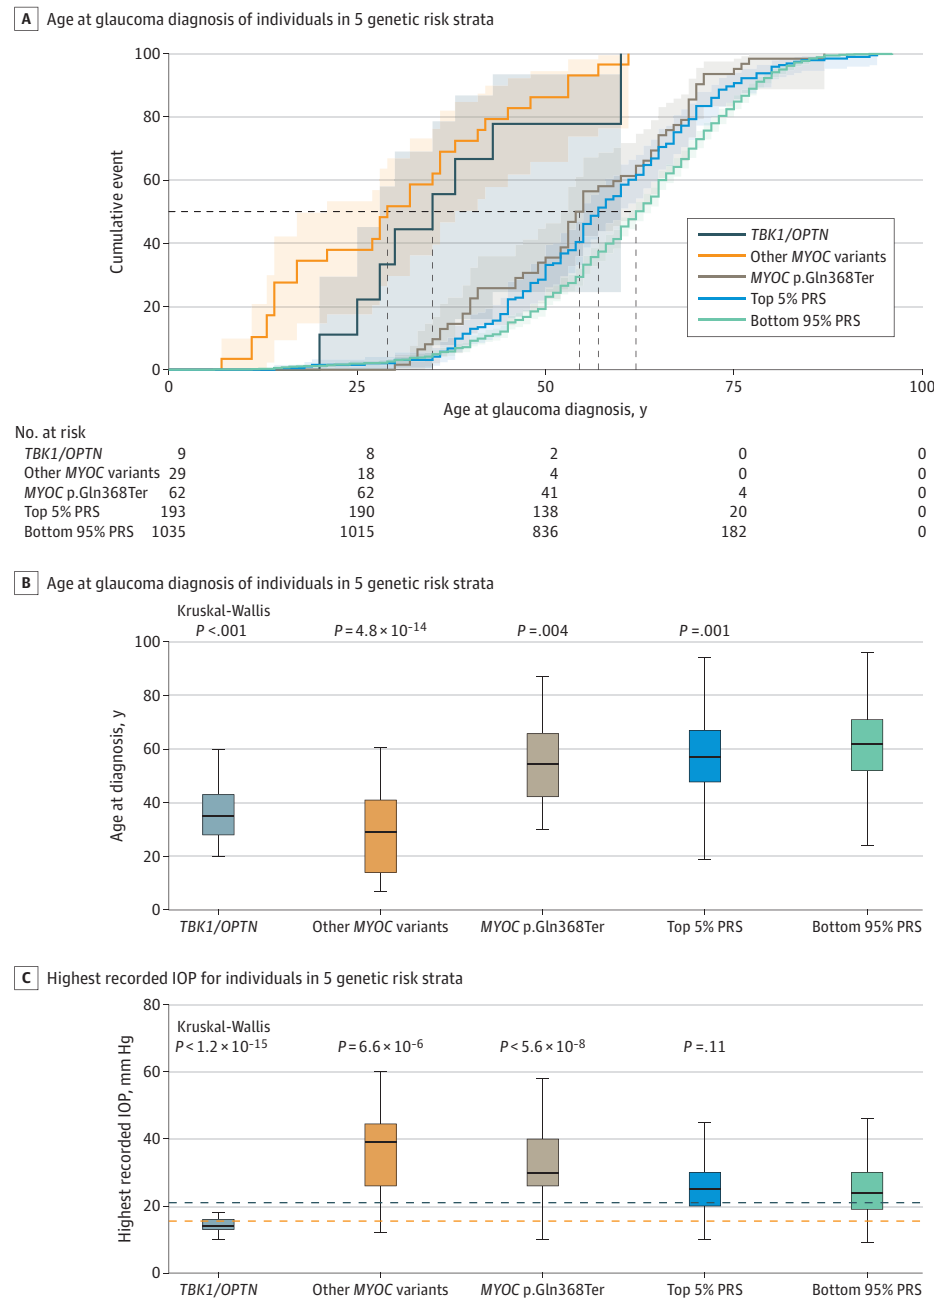 A Age at glaucoma diagnosis of individuals in 5 genetic risk strata
100
80
60
40
20
0
Cumulative event
TBK1/OPTN
Other MYOC variants
MYOC p.Gln368Ter
Top 5% PRS
Bottom 95% PRS
0 25 50 75 100
Age at glaucoma diagnosis, y
No. at risk
TBK1/OPTN 9 8 2 0 0
Other MYOC variants 29 18 4 0 0
MYOC p.Gln368Ter 62 62 41 4 0
Top 5% PRS 193 190 138 20 0
Bottom 95% PRS 1035 1015 836 182 0
B Age at glaucoma diagnosis of individuals in 5 genetic risk strata
Kruskal-Wallis
P <.001 P = 4.8 × 10⁻¹⁴ P =.004 P =.001
100
80
60
40
20
0
Age at diagnosis, y
TBK1/OPTN Other MYOC variants MYOC p.Gln368Ter Top 5% PRS Bottom 95% PRS
C Highest recorded IOP for individuals in 5 genetic risk strata
80
60
40
20
0
Highest recorded IOP, mm Hg
Kruskal-Wallis
P < 1.2 × 10⁻¹⁵ P = 6.6 × 10⁻⁶ P < 5.6 × 10⁻⁸ P =.11
TBK1/OPTN Other MYOC variants MYOC p.Gln368Ter Top 5% PRS Bottom 95% PRS